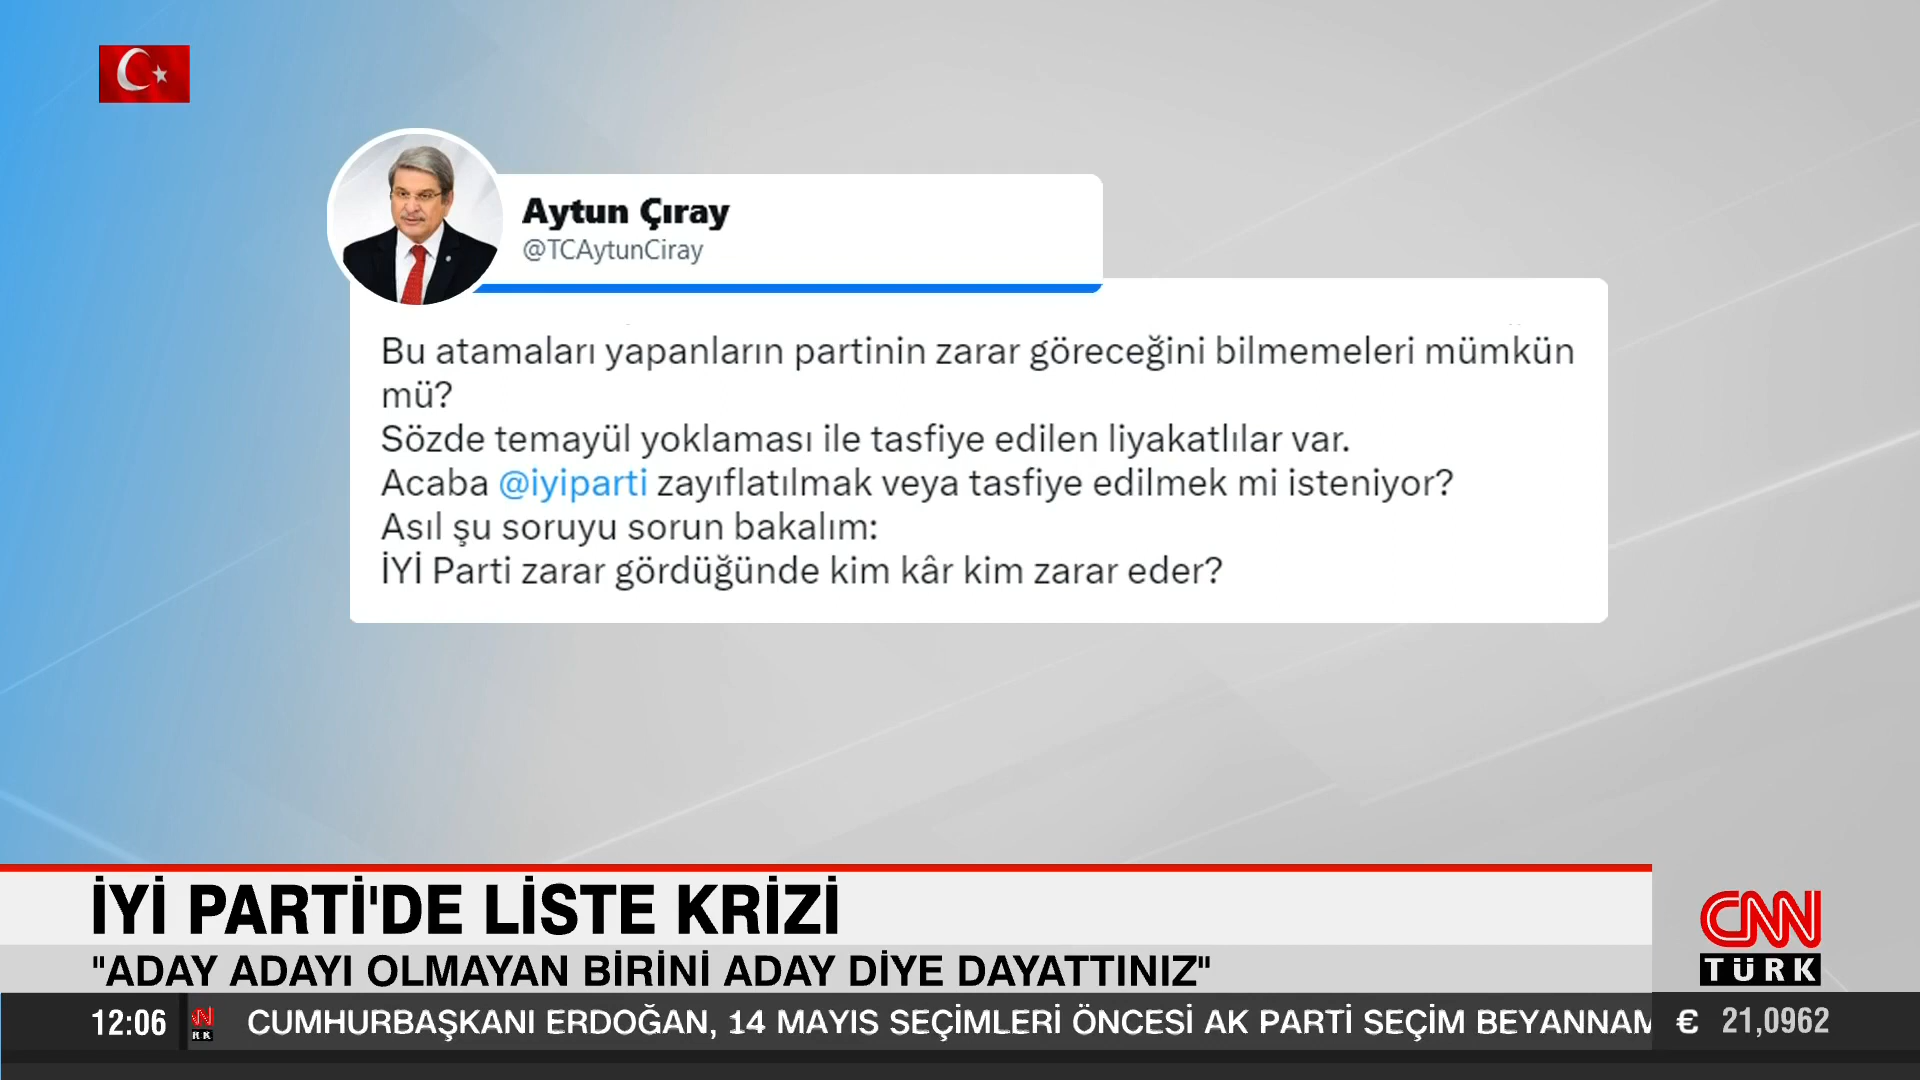 Aytun Çıray
@TCAytunCiray
Bu atamaları yapanların partinin zarar göreceğini bilmemeleri mümkün
mü?
Sözde temayül yoklaması ile tasfiye edilen liyakatlılar var.
Acaba @iyiparti zayıflatılmak veya tasfiye edilmek mi isteniyor?
Asıl şu soruyu sorun bakalım:
İYİ Parti zarar gördüğünde kim kâr kim zarar eder?
İYİ PARTİ'DE LİSTE KRİZİ
"ADAY ADAYI OLMAYAN BİRİNİ ADAY DİYE DAYATTINIZ"
CNN
TÜRK
12:06 CUMHURBAŞKANI ERDOĞAN, 14 MAYIS SEÇİMLERİ ÖNCESİ AK PARTİ SEÇİM BEYANNAM € 21,0962